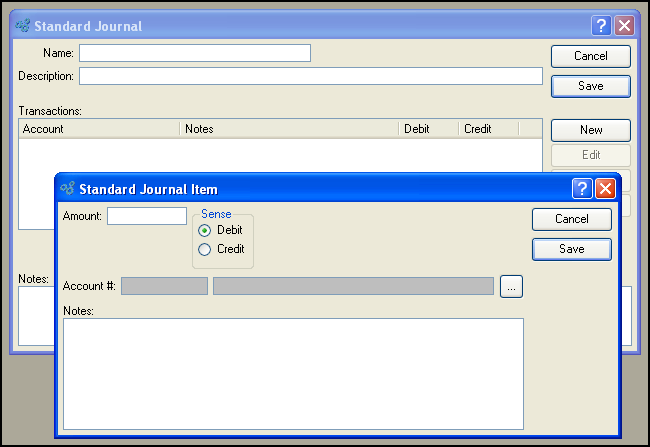 Standard Journal
Name:
Cancel
Description:
Save
Transactions:
Account Notes Debit Credit
New
Edit
Standard Journal Item
Amount:
Sense
Debit
Credit
Cancel
Save
Notes:
Account #:
...
Notes: